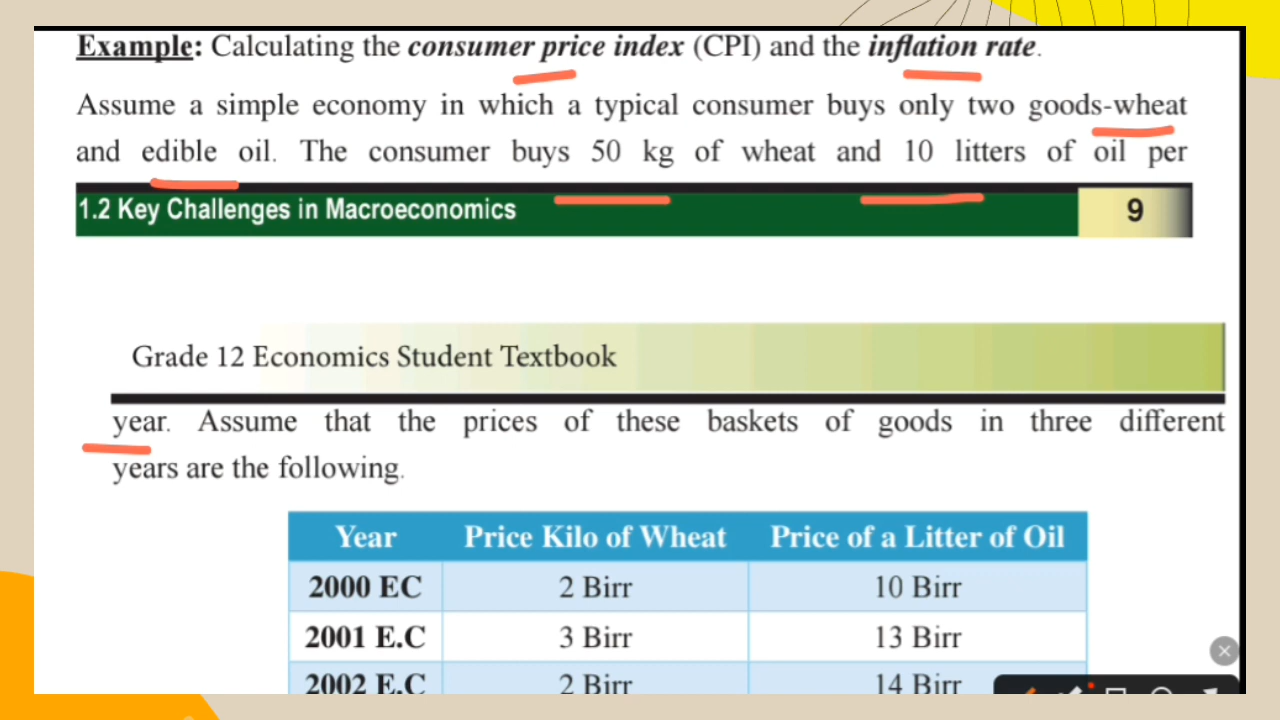 Example: Calculating the consumer price index (CPI) and the inflation rate.
Assume a simple economy in which a typical consumer buys only two goods-wheat
and edible oil. The consumer buys 50 kg of wheat and 10 litters of oil per
1.2 Key Challenges in Macroeconomics 9
Grade 12 Economics Student Textbook
year. Assume that the prices of these baskets of goods in three different
years are the following.
Year Price Kilo of Wheat Price of a Litter of Oil
2000 EC 2 Birr 10 Birr
2001 E.C 3 Birr 13 Birr
2002 E.C 2 Birr 14 Birr